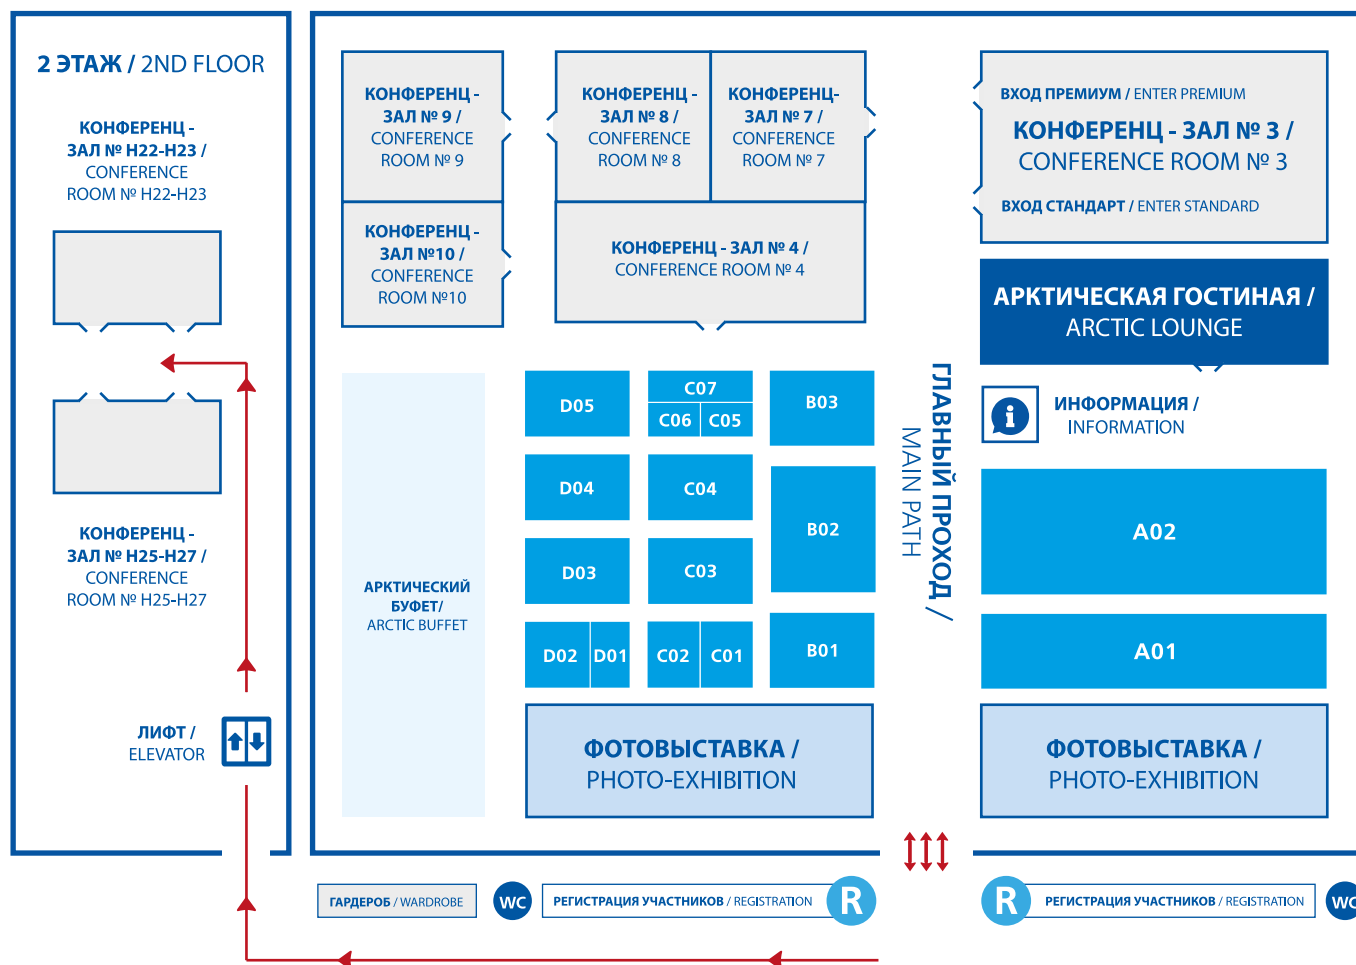 2 ЭТАЖ / 2ND FLOOR
КОНФЕРЕНЦ -
ЗАЛ № H22-H23 /
CONFERENCE
ROOM № H22-H23
КОНФЕРЕНЦ -
ЗАЛ № H25-H27 /
CONFERENCE
ROOM № H25-H27
ЛИФТ /
ELEVATOR
КОНФЕРЕНЦ -
ЗАЛ № 9 /
CONFERENCE
ROOM № 9
КОНФЕРЕНЦ -
ЗАЛ № 8 /
CONFERENCE
ROOM № 8
КОНФЕРЕНЦ-
ЗАЛ № 7 /
CONFERENCE
ROOM № 7
ВХОД ПРЕМИУМ / ENTER PREMIUM
КОНФЕРЕНЦ - ЗАЛ № 3 /
CONFERENCE ROOM № 3
ВХОД СТАНДАРТ / ENTER STANDARD
КОНФЕРЕНЦ -
ЗАЛ №10 /
CONFERENCE
ROOM №10
КОНФЕРЕНЦ - ЗАЛ № 4 /
CONFERENCE ROOM № 4
АРКТИЧЕСКАЯ ГОСТИНАЯ /
ARCTIC LOUNGE
АРКТИЧЕСКИЙ
БУФЕТ/
ARCTIC BUFFET
D05
C07
C06
C05
B03
D04
C04
B02
D03
C03
D02
D01
C02
C01
B01
ГЛАВНЫЙ ПРОХОД /
MAIN PATH
i
ИНФОРМАЦИЯ /
INFORMATION
A02
A01
ФОТОВЫСТАВКА /
PHOTO-EXHIBITION
ФОТОВЫСТАВКА /
PHOTO-EXHIBITION
ГАРДЕРОБ / WARDROBE
WC
РЕГИСТРАЦИЯ УЧАСТНИКОВ / REGISTRATION
R
R
РЕГИСТРАЦИЯ УЧАСТНИКОВ / REGISTRATION
WC